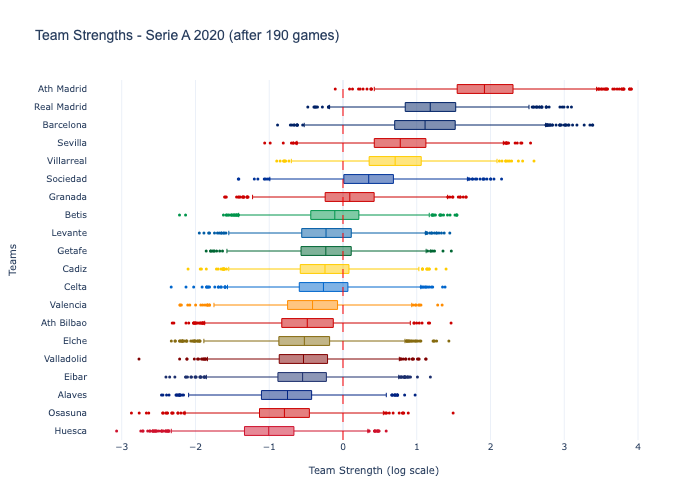 Team Strengths - Serie A 2020 (after 190 games)
Ath Madrid
Real Madrid
Barcelona
Sevilla
Villarreal
Sociedad
Granada
Betis
Levante
Getafe
Cadiz
Celta
Valencia
Ath Bilbao
Elche
Valladolid
Eibar
Alaves
Osasuna
Huesca
Teams
−3 −2 −1 0 1 2 3 4
Team Strength (log scale)